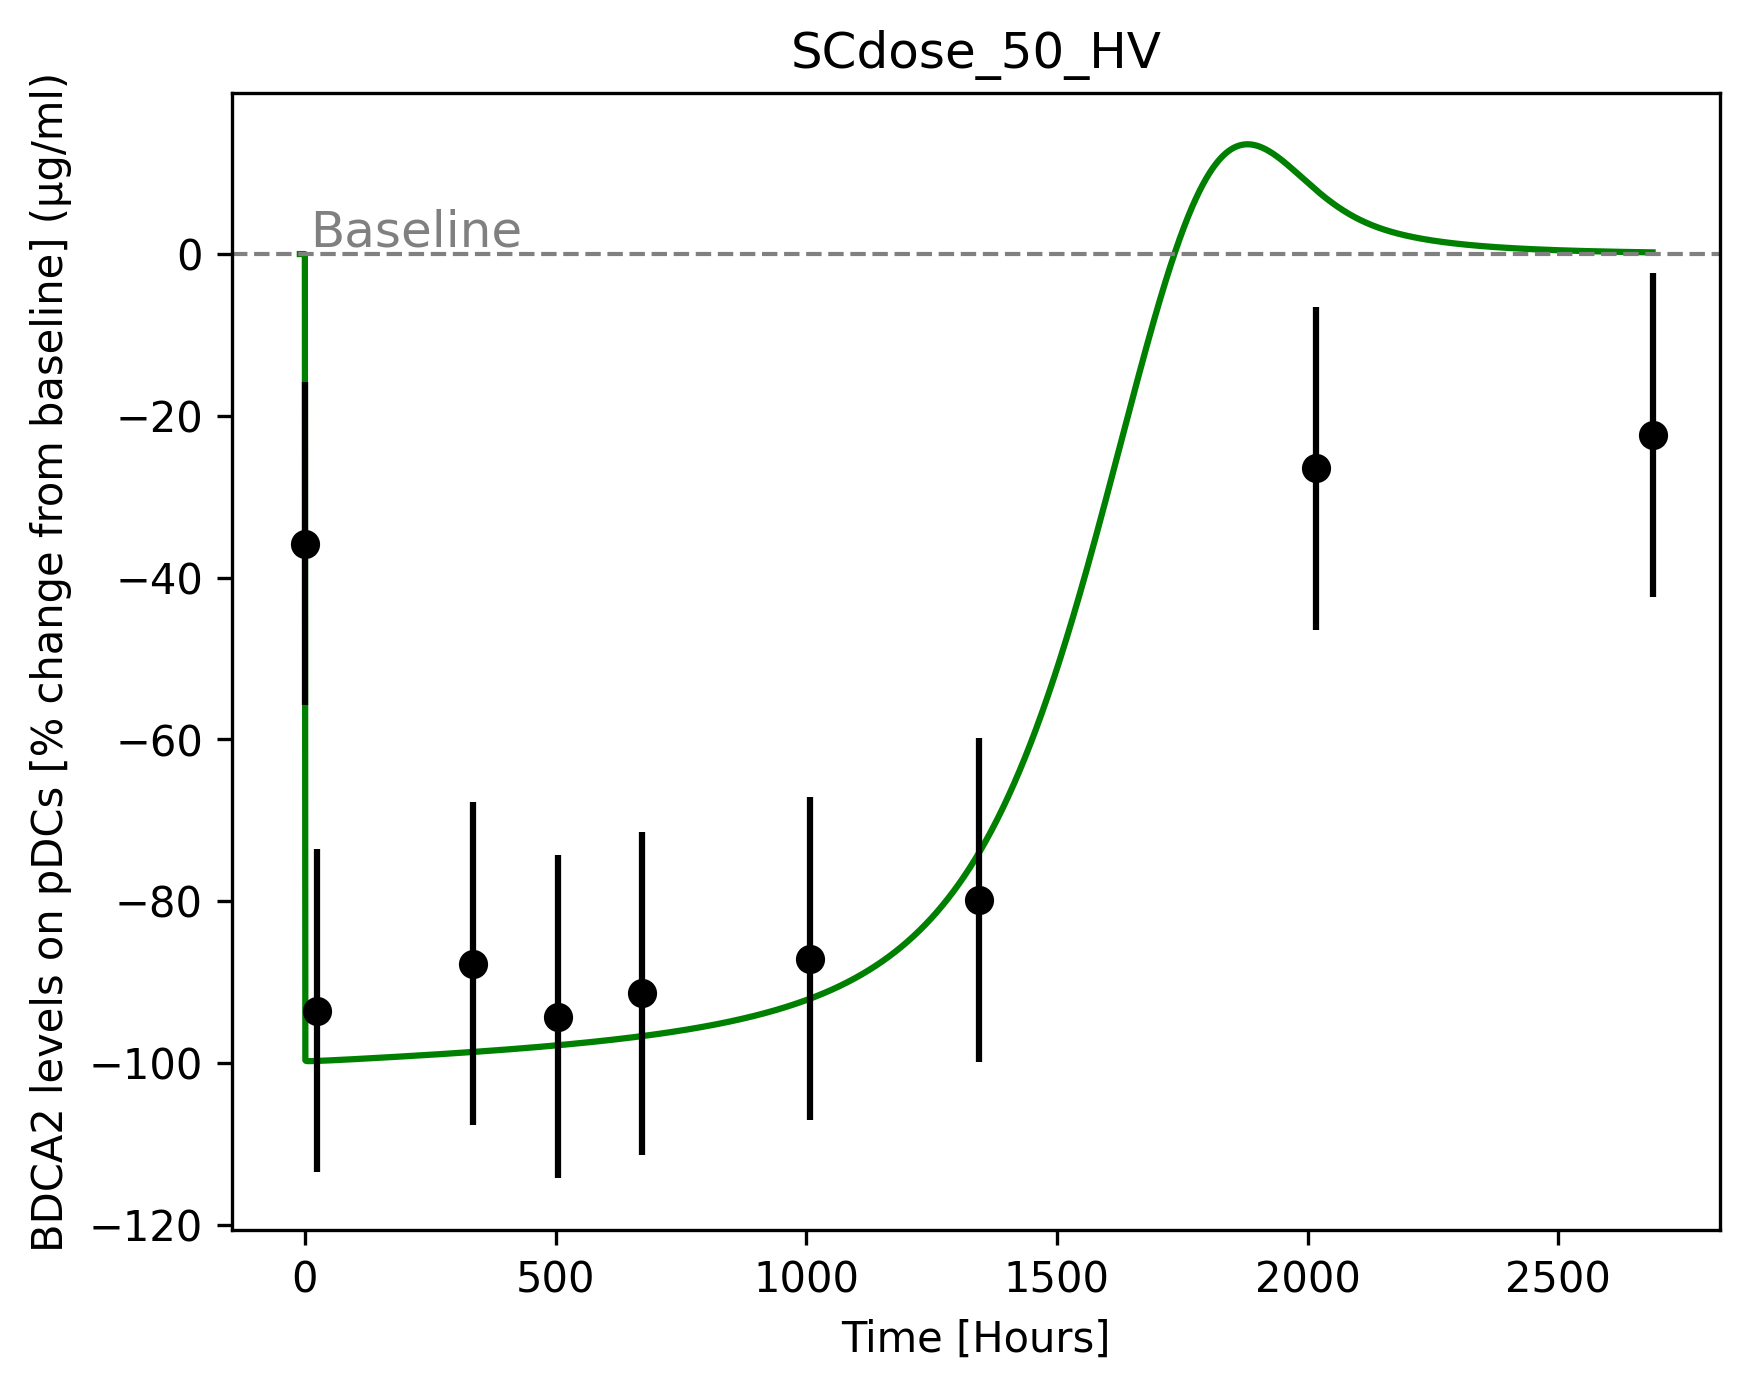 SCdose_50_HV
BDCA2 levels on pDCs [% change from baseline] (µg/ml)
Baseline
0
−20
−40
−60
−80
−100
−120
0 500 1000 1500 2000 2500
Time [Hours]